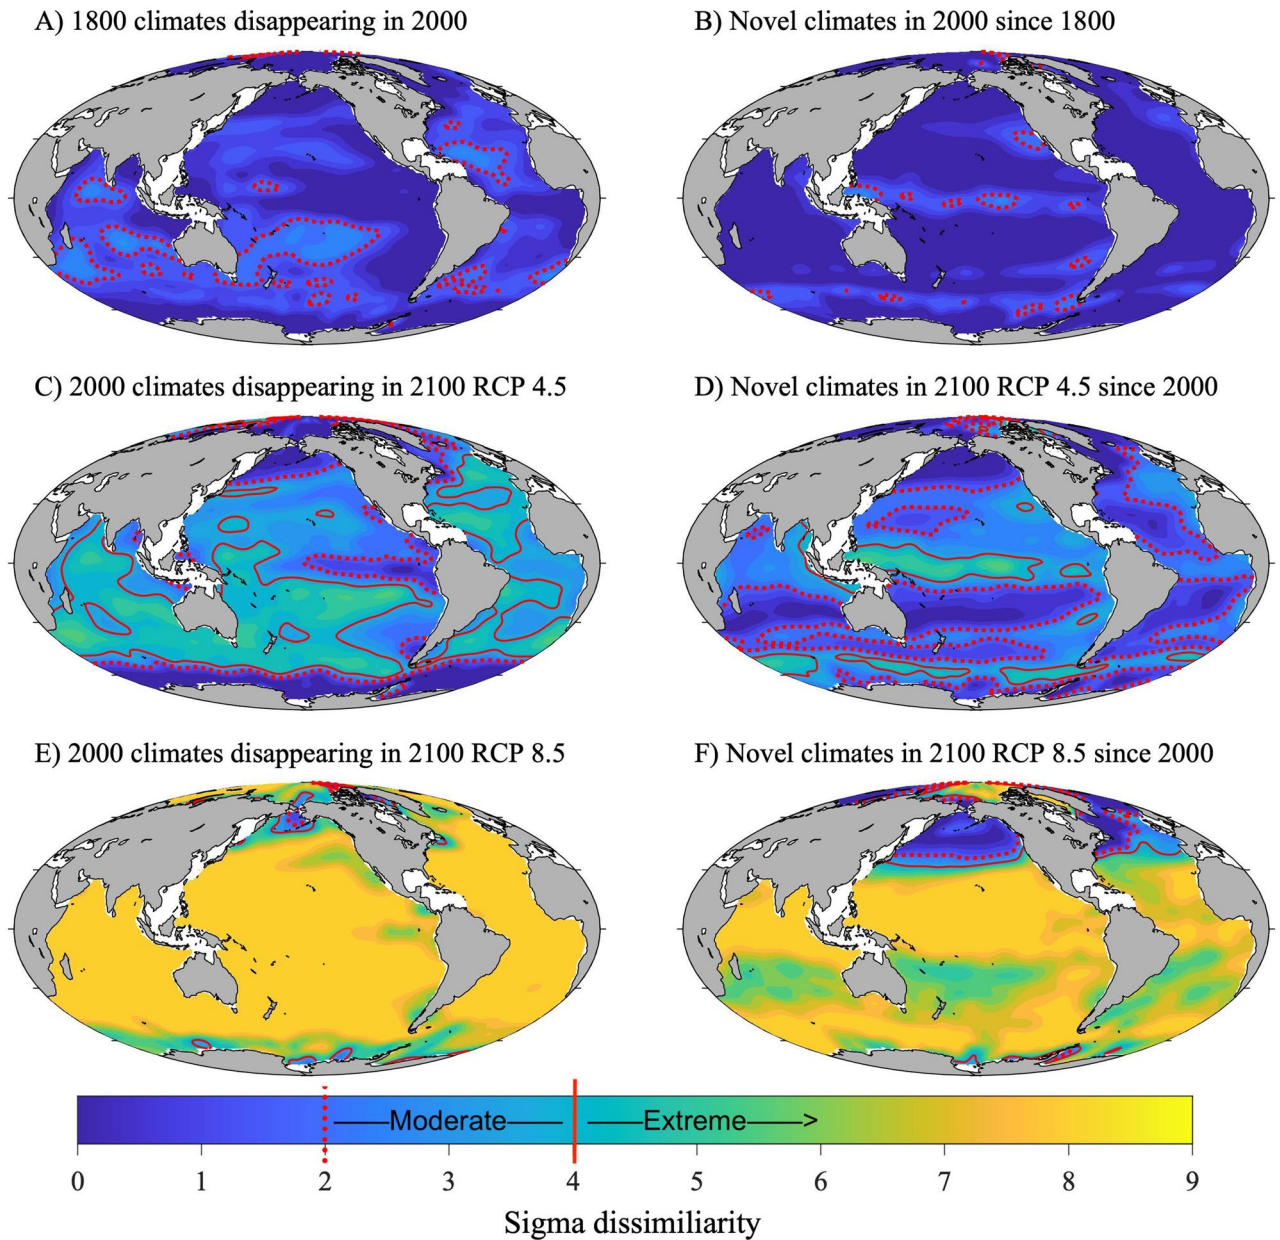 A) 1800 climates disappearing in 2000
B) Novel climates in 2000 since 1800
C) 2000 climates disappearing in 2100 RCP 4.5
D) Novel climates in 2100 RCP 4.5 since 2000
E) 2000 climates disappearing in 2100 RCP 8.5
F) Novel climates in 2100 RCP 8.5 since 2000
Moderate Extreme >
0 1 2 3 4 5 6 7 8 9
Sigma dissimiliarity